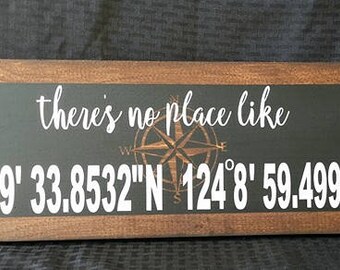 there's no place like
N
E
9' 33.8532"N 124°8' 59.499
S